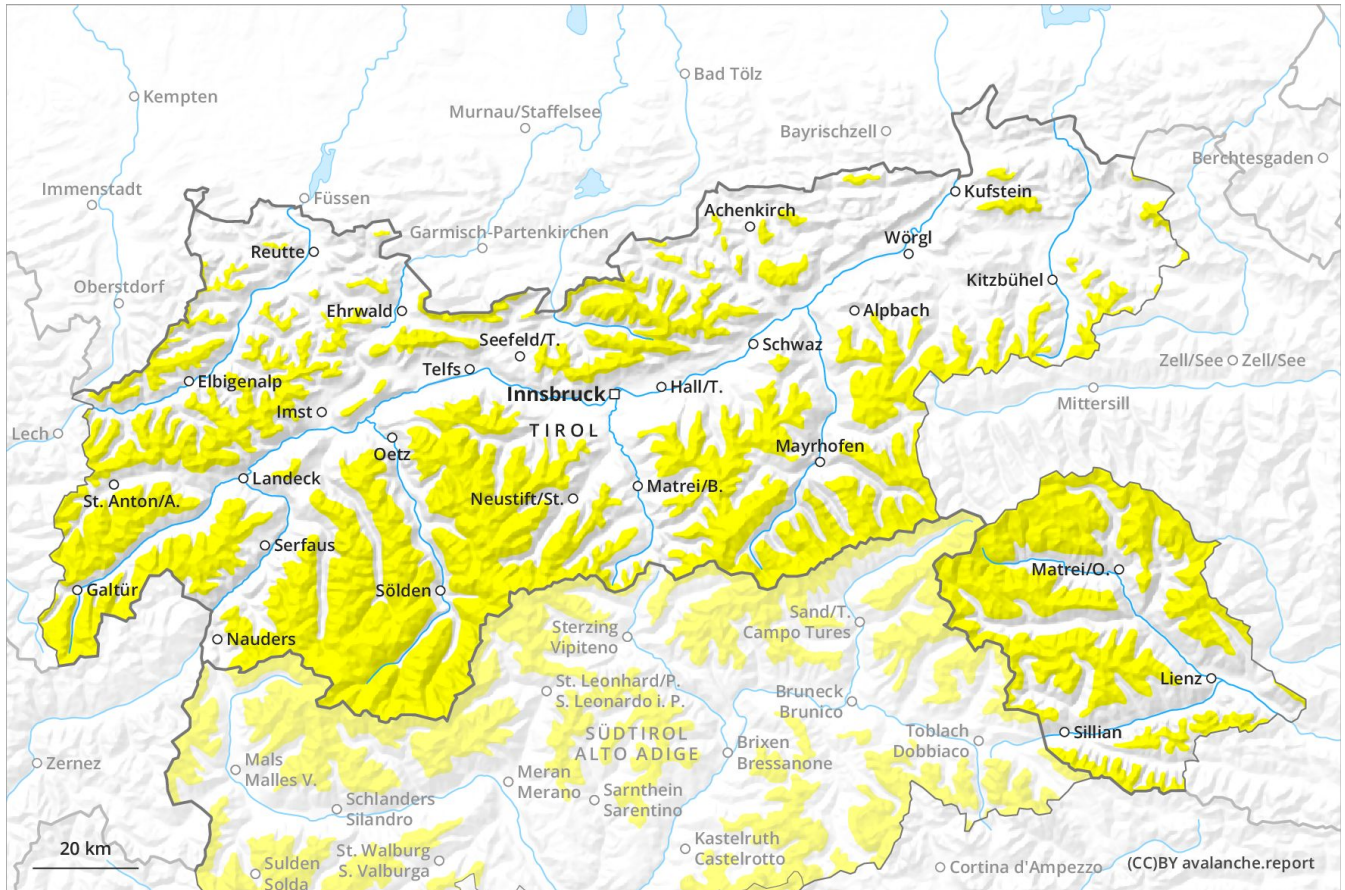 Kempten
Bad Tölz
Murnau/Staffelsee
Bayrischzell
Berchtesgaden
Immenstadt
Füssen
Kufstein
Achenkirch
Garmisch-Partenkirchen
Wörgl
Reutte
Oberstdorf
Kitzbühel
Ehrwald
Alpbach
Seefeld/T.
Schwaz
Zell/See
Zell/See
Telfs
Elbigenalp
Hall/T.
Innsbruck
Mittersill
Imst
TIROL
Lech
Oetz
Mayrhofen
Landeck
St. Anton/A.
Neustift/St.
Matrei/B.
Serfaus
Matrei/O.
Galtür
Sölden
Sand/T.
Campo Tures
Sterzing
Vipiteno
Nauders
St. Leonhard/P.
S. Leonardo i. P.
Lienz
Bruneck
Brunico
SÜDTIROL
ALTO ADIGE
Toblach
Dobbiaco
Sillian
Brixen
Bressanone
Zernez
Mals
Malles V.
Meran
Merano
Sarnthein
Sarentino
Schlanders
Silandro
Kastelruth
Castelrotto
20 km
St. Walburg
S. Valburga
Sulden
Solda
Cortina d'Ampezzo
(CC)BY avalanche.report